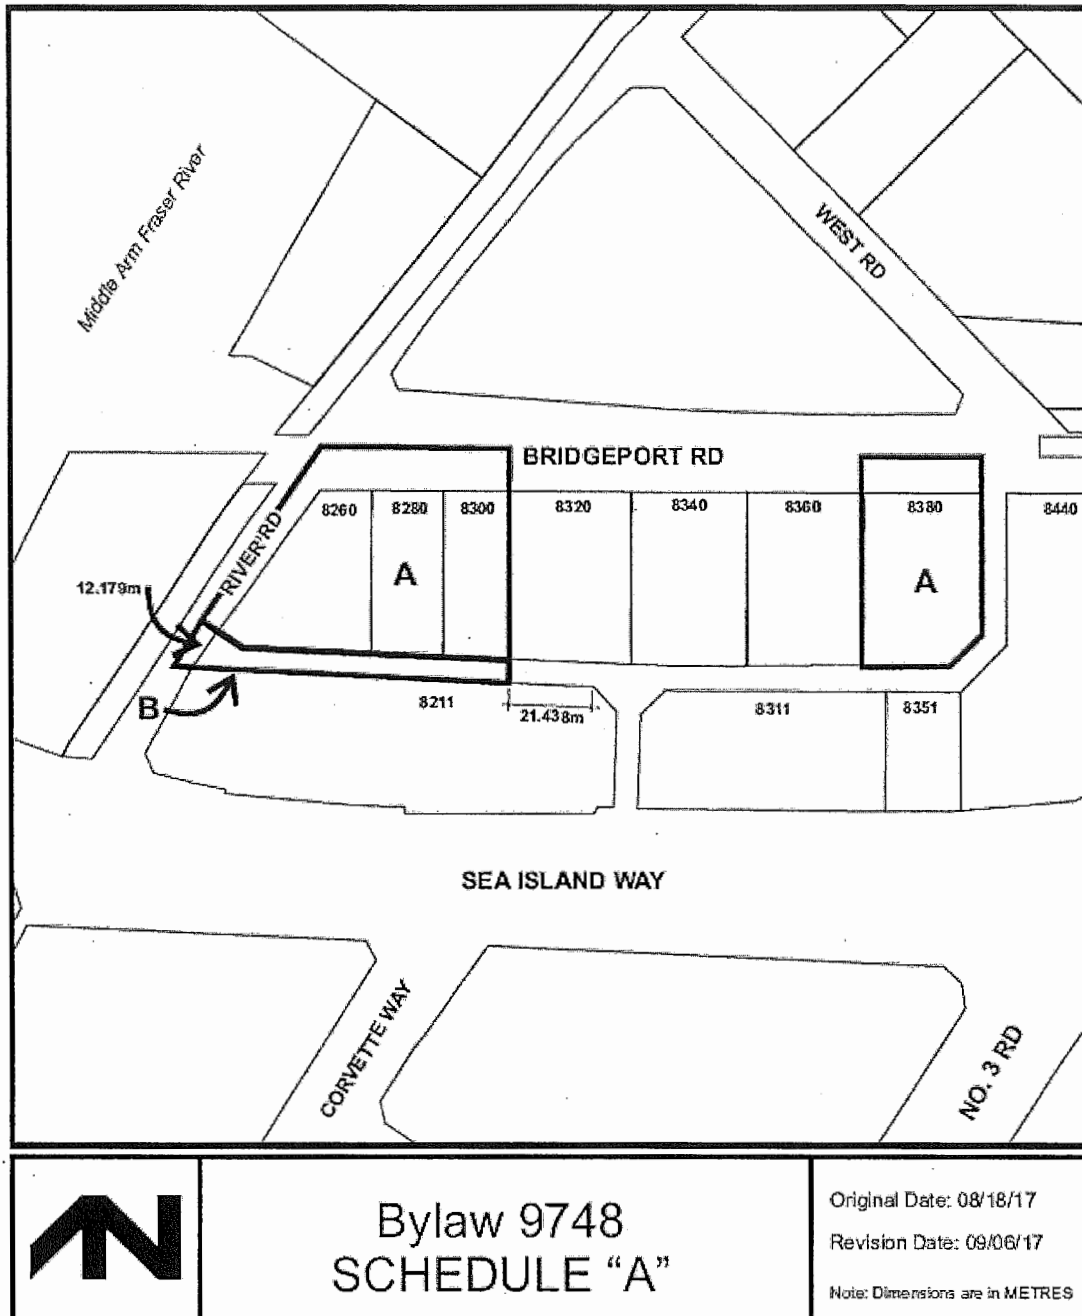 Middle Arm Fraser River
WEST RD
BRIDGEPORT RD
8260
8280
8300
8320
8340
8360
8380
8440
RIVER RD
A
A
12.179m
B
8211
21.438m
8311
8351
SEA ISLAND WAY
CORVETTE WAY
NO. 3 RD
Bylaw 9748
SCHEDULE “A”
Original Date: 08/18/17
Revision Date: 09/06/17
Note: Dimensions are in METRES